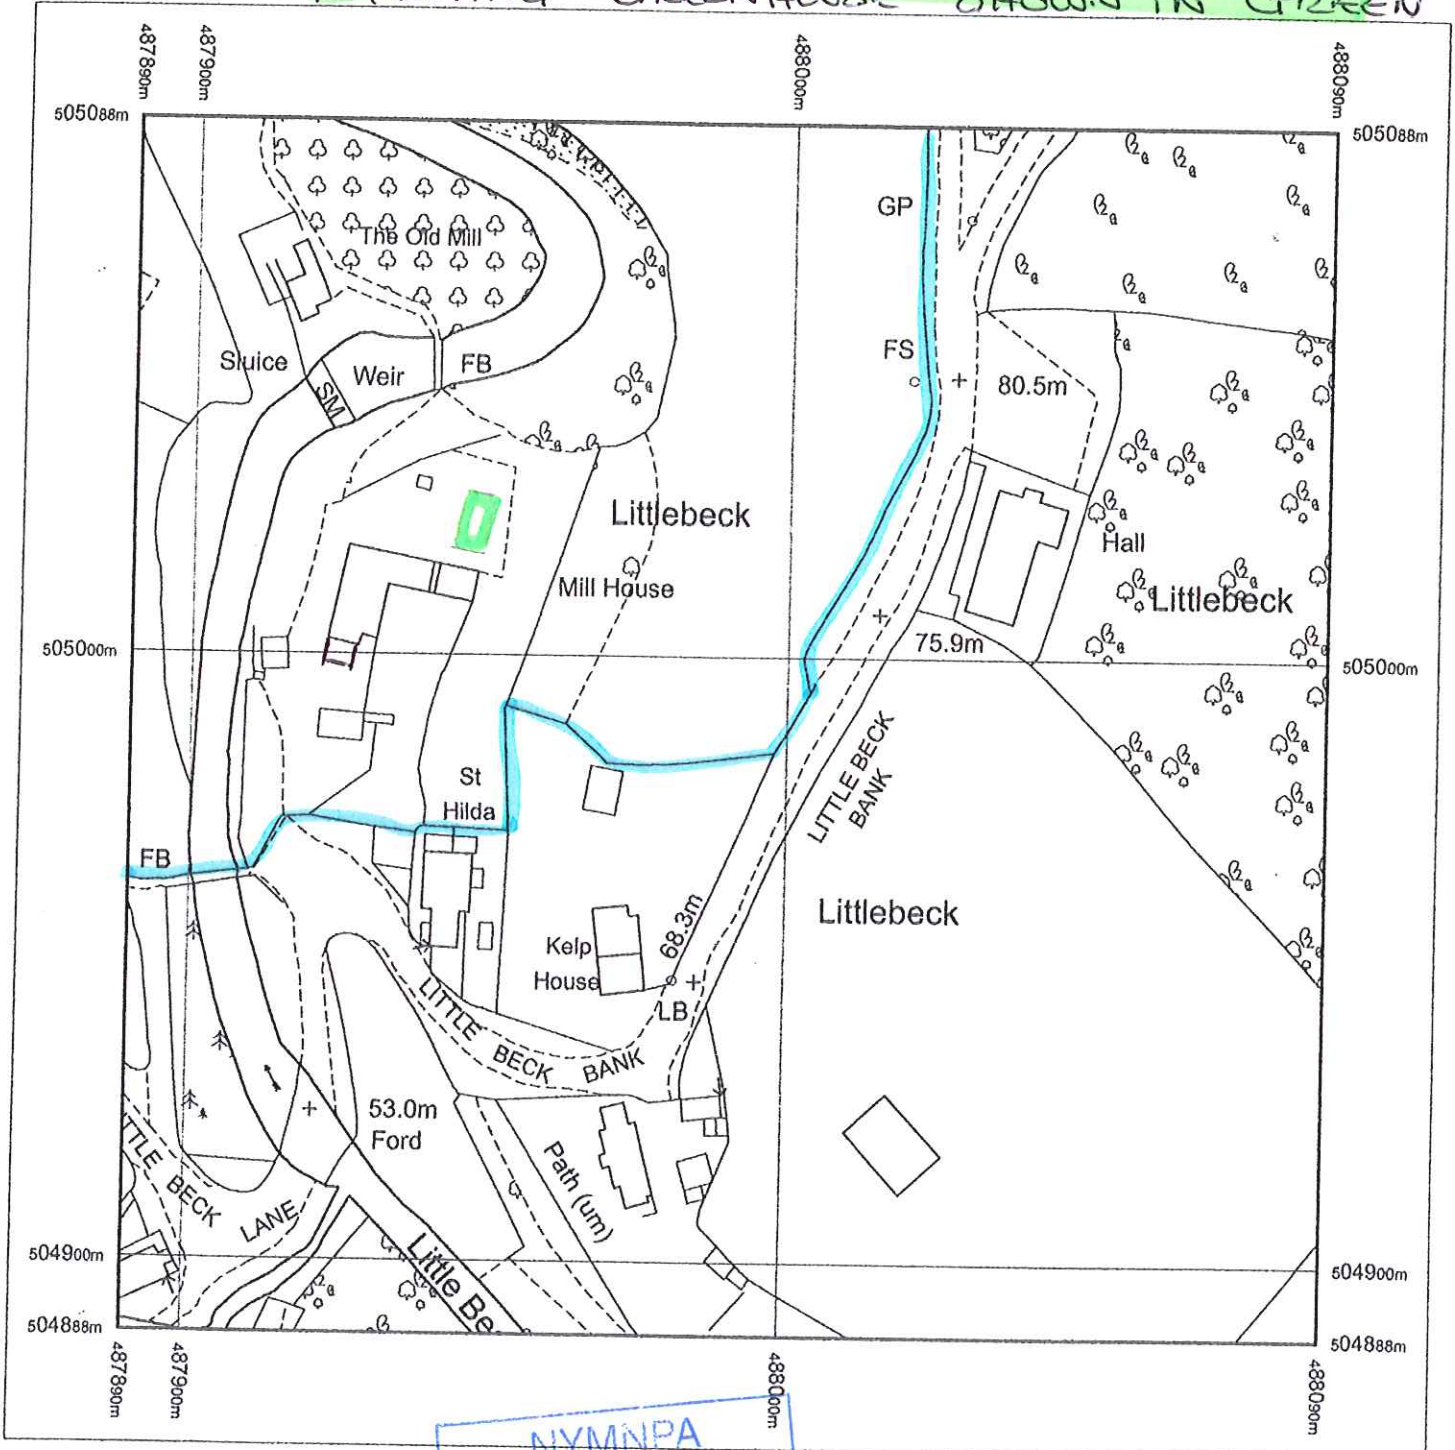 GREENHOUSE SHOWN IN GREEN
487890m
487900m
488000m
488090m
505088m
505088m
GP
The Old Mill
FS
Sluice
Weir
FB
SM
80.5m
Littlebeck
Hall
Mill House
Littlebeck
75.9m
505000m
505000m
LITTLE BECK
BANK
St
Hilda
FB
Littlebeck
68.3m
Kelp
House
LB
LITTLE BECK BANK
53.0m
Ford
Path (um)
TTLE BECK LANE
Little Be
504900m
504900m
504888m
504888m
487890m
487900m
488000m
488090m
NYMNPA